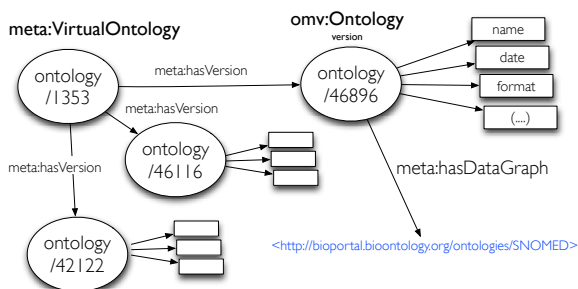 meta:VirtualOntology
omv:Ontology
version
name
date
format
(....)
ontology
/1353
meta:hasVersion
ontology
/46896
meta:hasVersion
ontology
/46116
meta:hasVersion
meta:hasDataGraph
ontology
/42122
<http://bioportal.bioontology.org/ontologies/SNOMED>